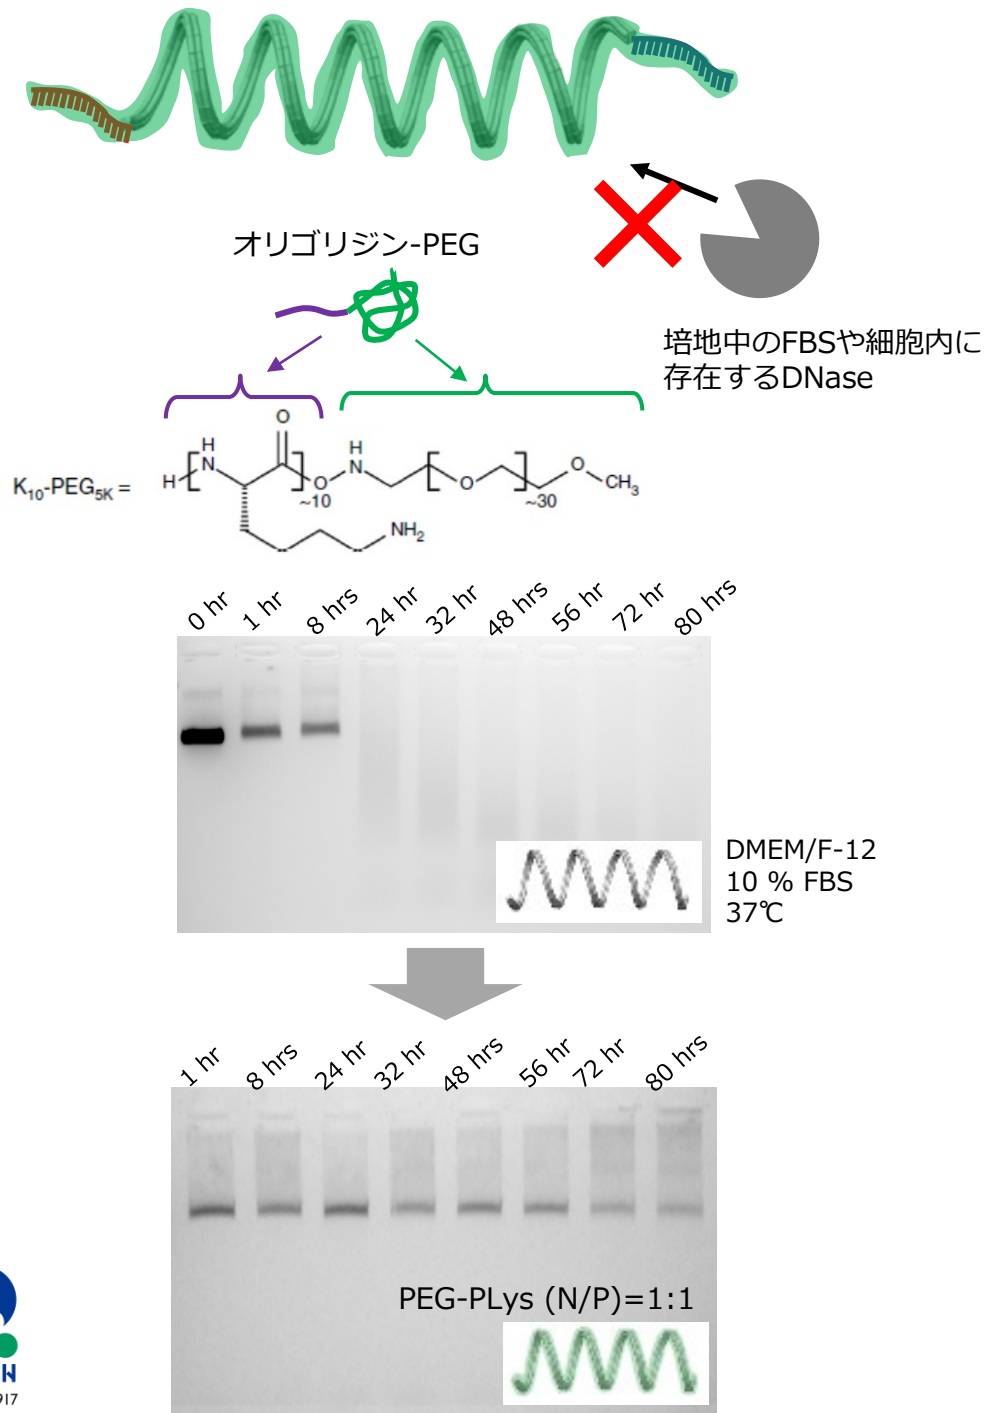 オリゴリジン-PEG
培地中のFBSや細胞内に
存在するDNase
K10-PEG5K =
H
H
N
O
~10
O
H
N
O
~30
O
CH3
NH2
0 hr 1 hr 8 hrs 24 hr 32 hr 48 hrs 56 hr 72 hr 80 hrs
DMEM/F-12
10 % FBS
37℃
1 hr 8 hrs 24 hr 32 hr 48 hrs 56 hr 72 hr 80 hrs
PEG-PLys (N/P)=1:1
917